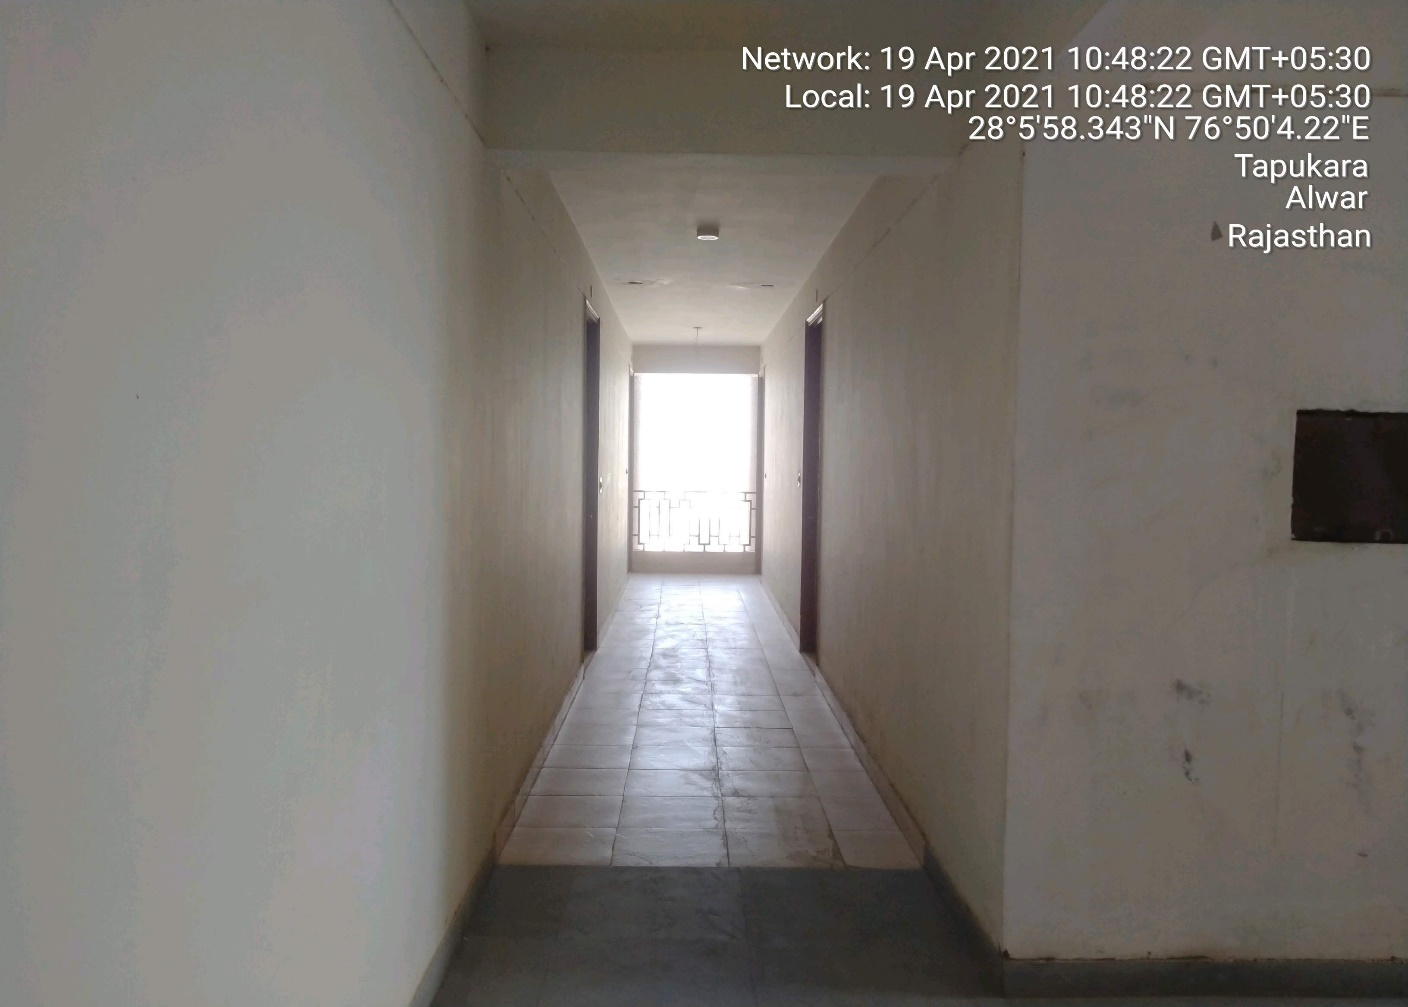 Network: 19 Apr 2021 10:48:22 GMT+05:30
Local: 19 Apr 2021 10:48:22 GMT+05:30
28°5'58.343"N 76°50'4.22"E
Tapukara
Alwar
Rajasthan